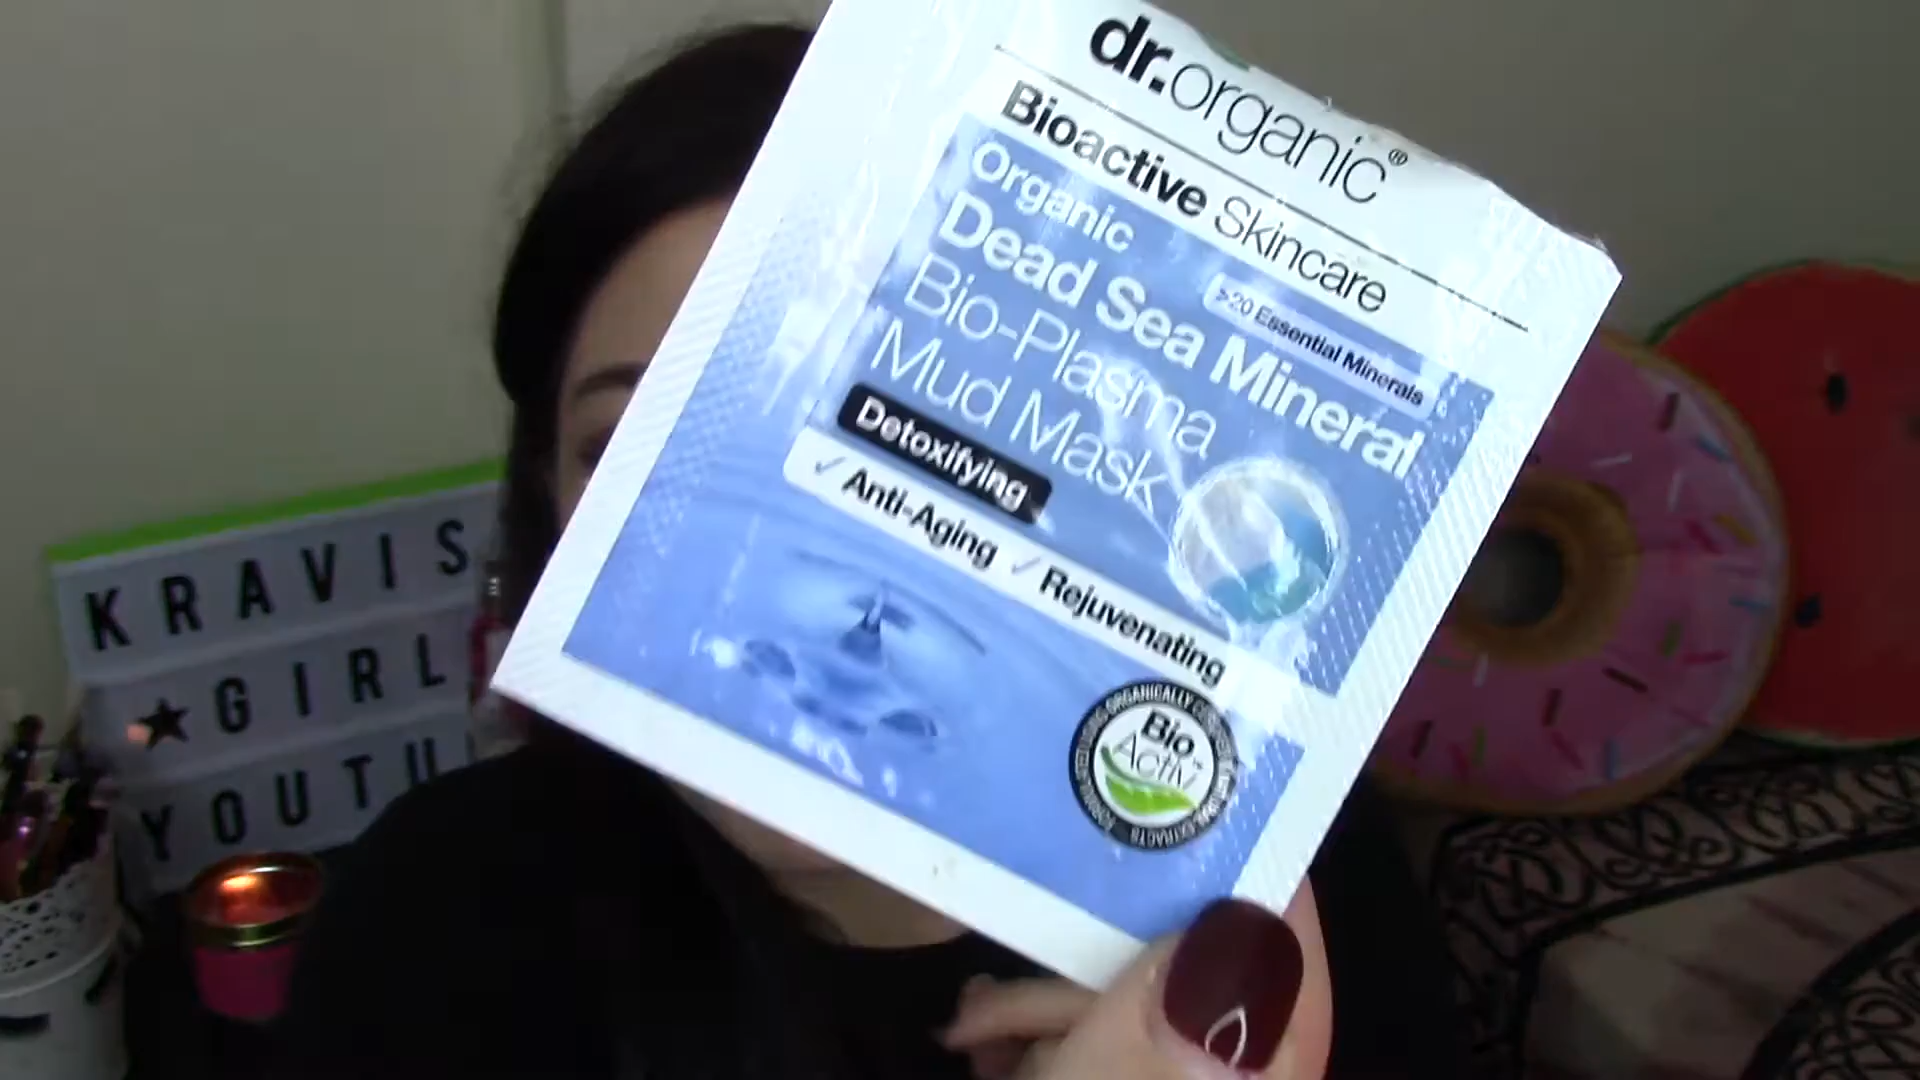 dr.organic®
Bioactive Skincare
Organic
Dead Sea Mineral
>20 Essential Minerals
Bio-Plasma
Mud Mask
Detoxifying
✓ Anti-Aging ✓ Rejuvenating
Bio
Activ™
ORGANICALLY
EXTRACTS
KRAVIS
★GIRL
YOUTU